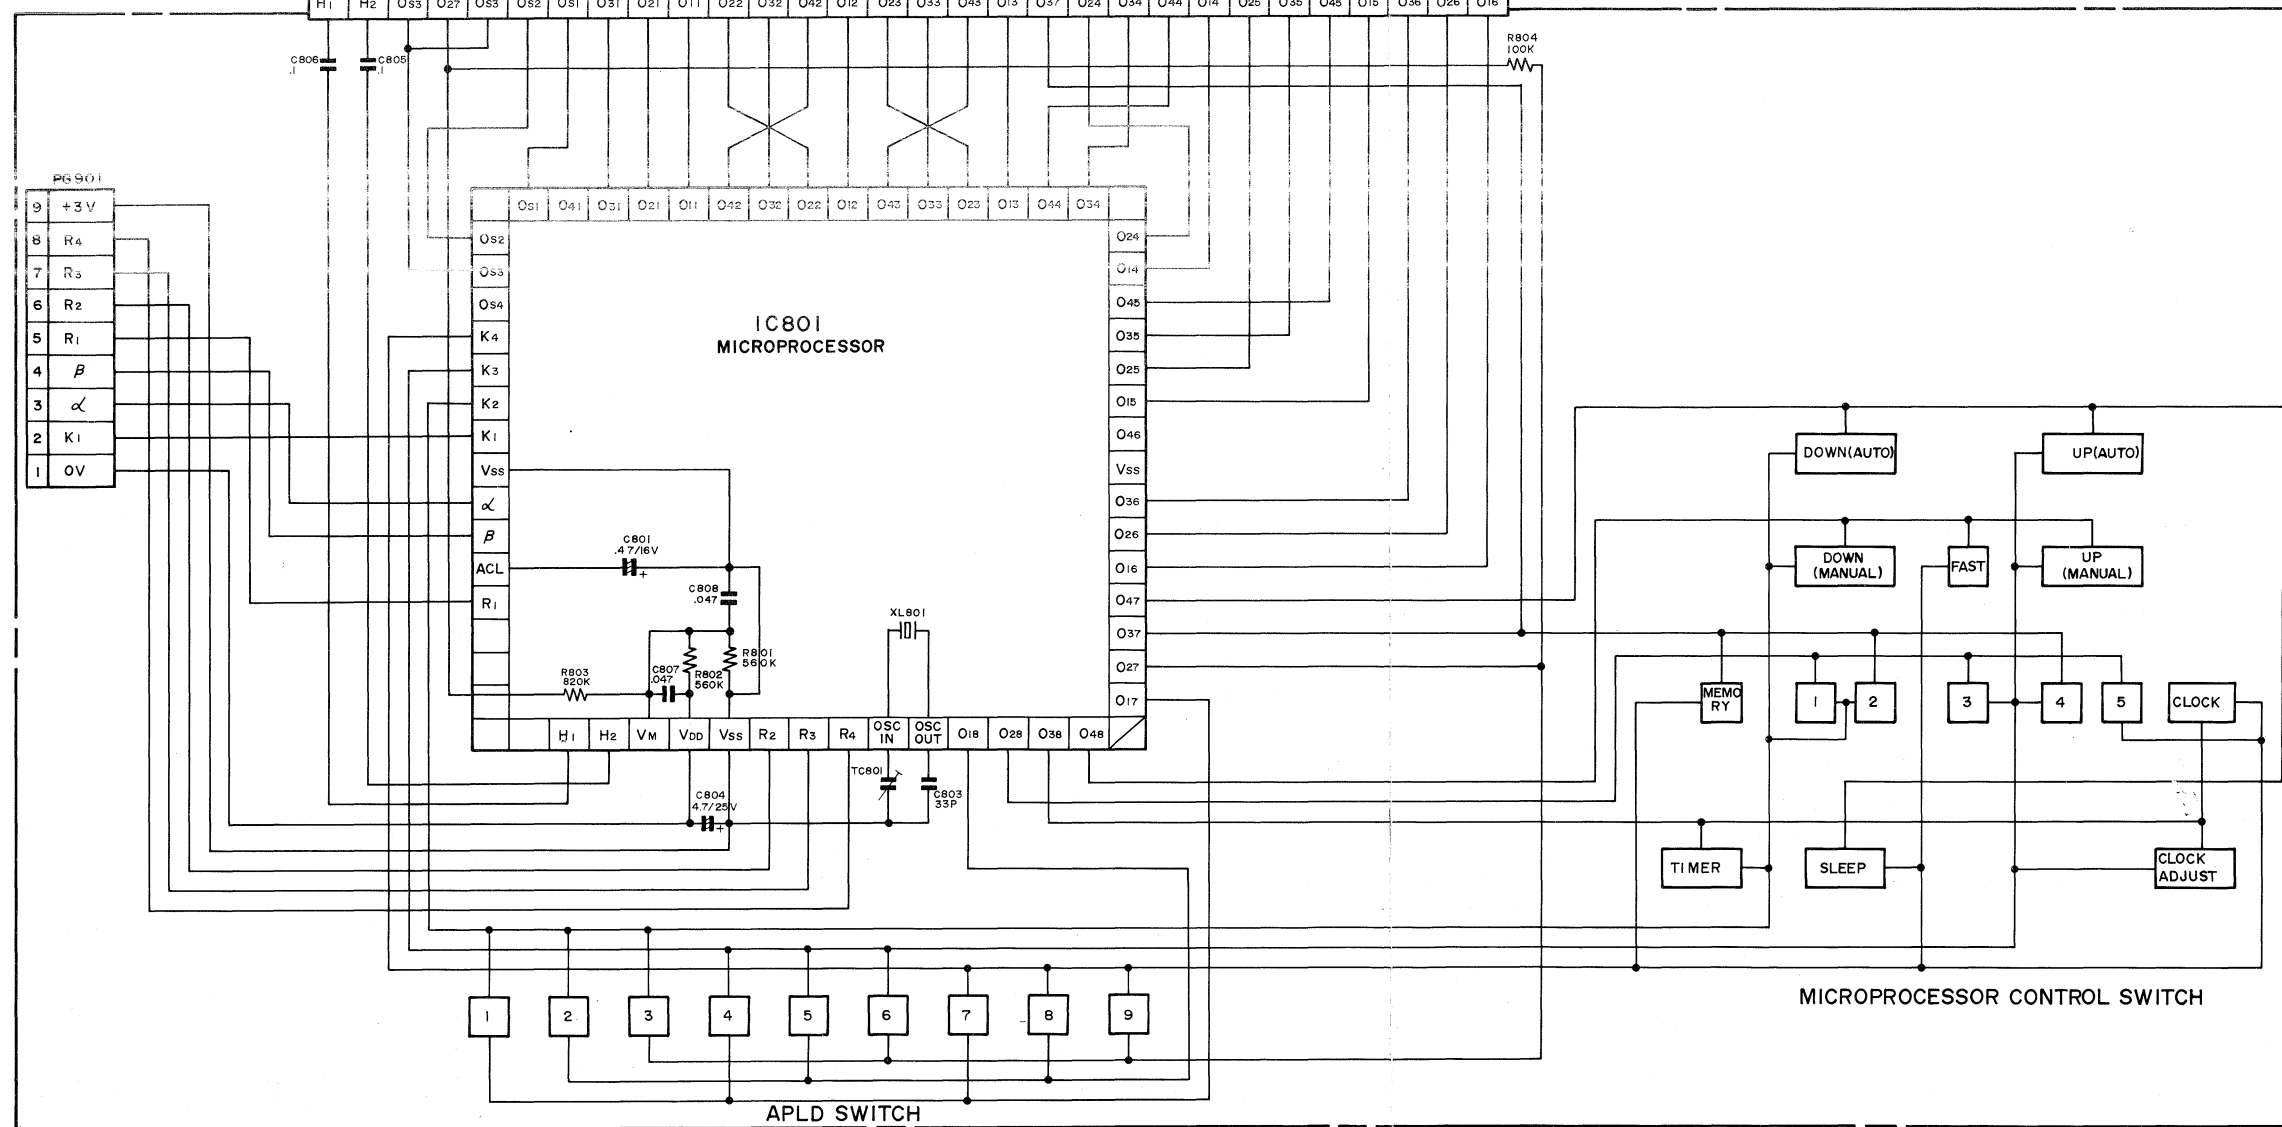 H1 H2 OS3 O27 OS3 OS2 OS1 O31 O21 O11 O22 O32 O42 O12 O23 O33 O43 O13 O37 O24 O34 O44 O14 O25 O35 O45 O15 O36 O26 O16
R804
100K
C806
.1
C805
.1
PG901
9 +3V
8 R4
7 R3
6 R2
5 R1
4 β
3 α
2 K1
1 0V
OS1 O41 O31 O21 O11 O42 O32 O22 O12 O43 O33 O23 O13 O44 O34
OS2
OS3
OS4
K4
K3
K2
K1
VSS
α
β
ACL
R1
IC801
MICROPROCESSOR
O24
O14
O45
O35
O25
O15
O46
VSS
O36
O26
O16
O47
O37
O27
O17
C801
.47/16V
+
C808
.047
R801
560K
R802
560K
C807
.047
R803
820K
XL801
H1 H2 VM VDD VSS R2 R3 R4 OSC IN OSC OUT O18 O28 O38 O48
TC801
C803
33P
C804
4.7/25V
+
DOWN(AUTO)
UP(AUTO)
DOWN
(MANUAL)
FAST
UP
(MANUAL)
MEMO
RY
1 2 3 4 5
CLOCK
TIMER
SLEEP
CLOCK
ADJUST
MICROPROCESSOR CONTROL SWITCH
1 2 3 4 5 6 7 8 9
APLD SWITCH